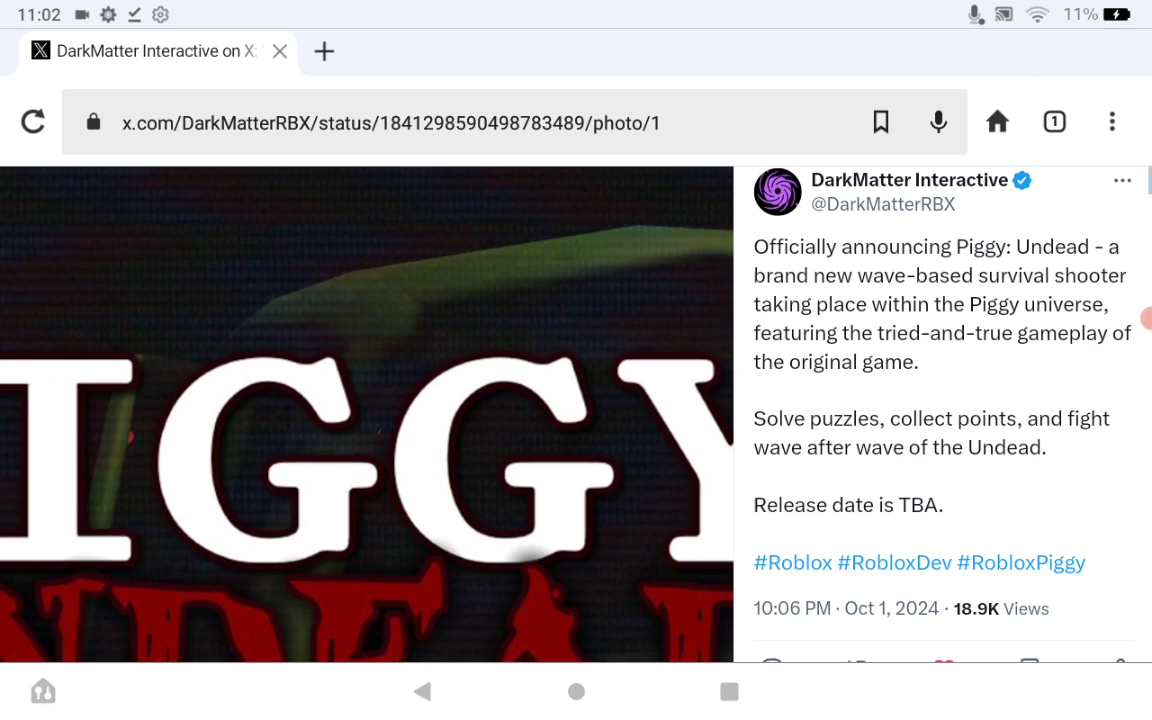 11:02
11%
DarkMatter Interactive on X:
x.com/DarkMatterRBX/status/1841298590498783489/photo/1
1
DarkMatter Interactive
@DarkMatterRBX
Officially announcing Piggy: Undead - a
brand new wave-based survival shooter
taking place within the Piggy universe,
featuring the tried-and-true gameplay of
the original game.
Solve puzzles, collect points, and fight
wave after wave of the Undead.
Release date is TBA.
#Roblox #RobloxDev #RobloxPiggy
10:06 PM · Oct 1, 2024 · 18.9K Views
IGGY
NDEAD